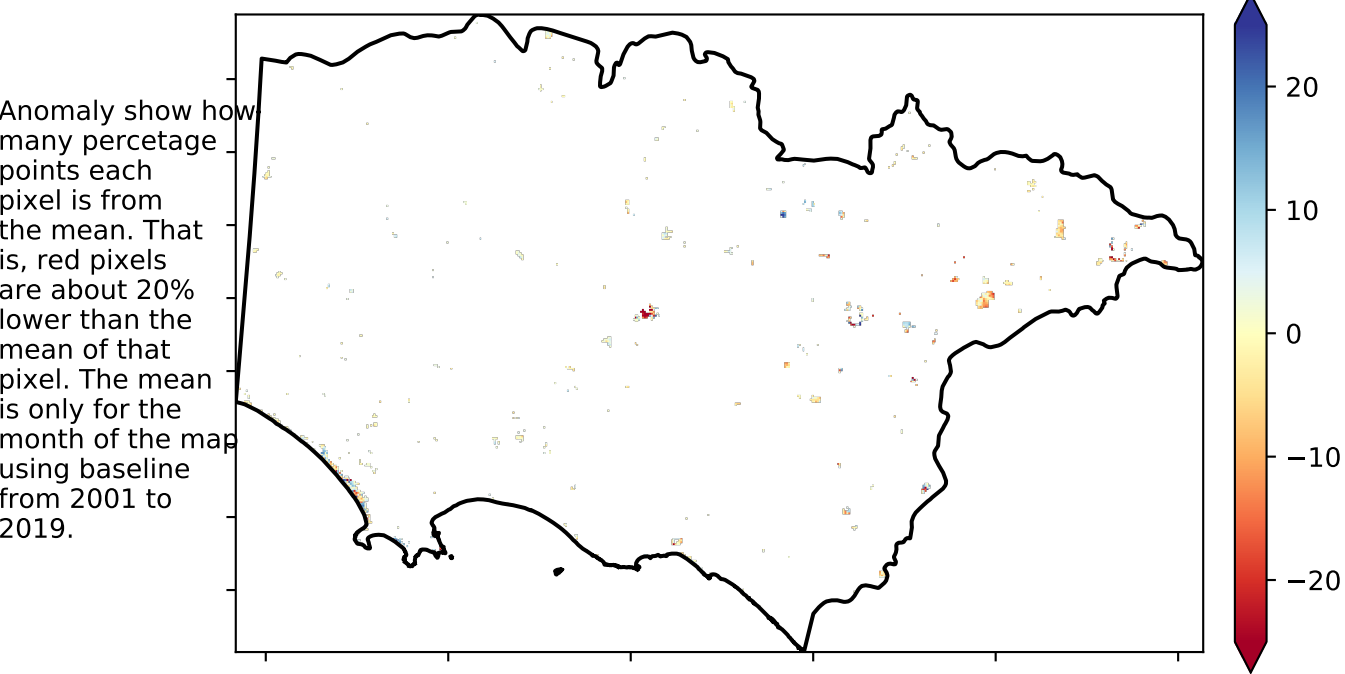 Anomaly show how
many percetage
points each
pixel is from
the mean. That
is, red pixels
are about 20%
lower than the
mean of that
pixel. The mean
is only for the
month of the map
using baseline
from 2001 to
2019.
20
10
0
−10
−20